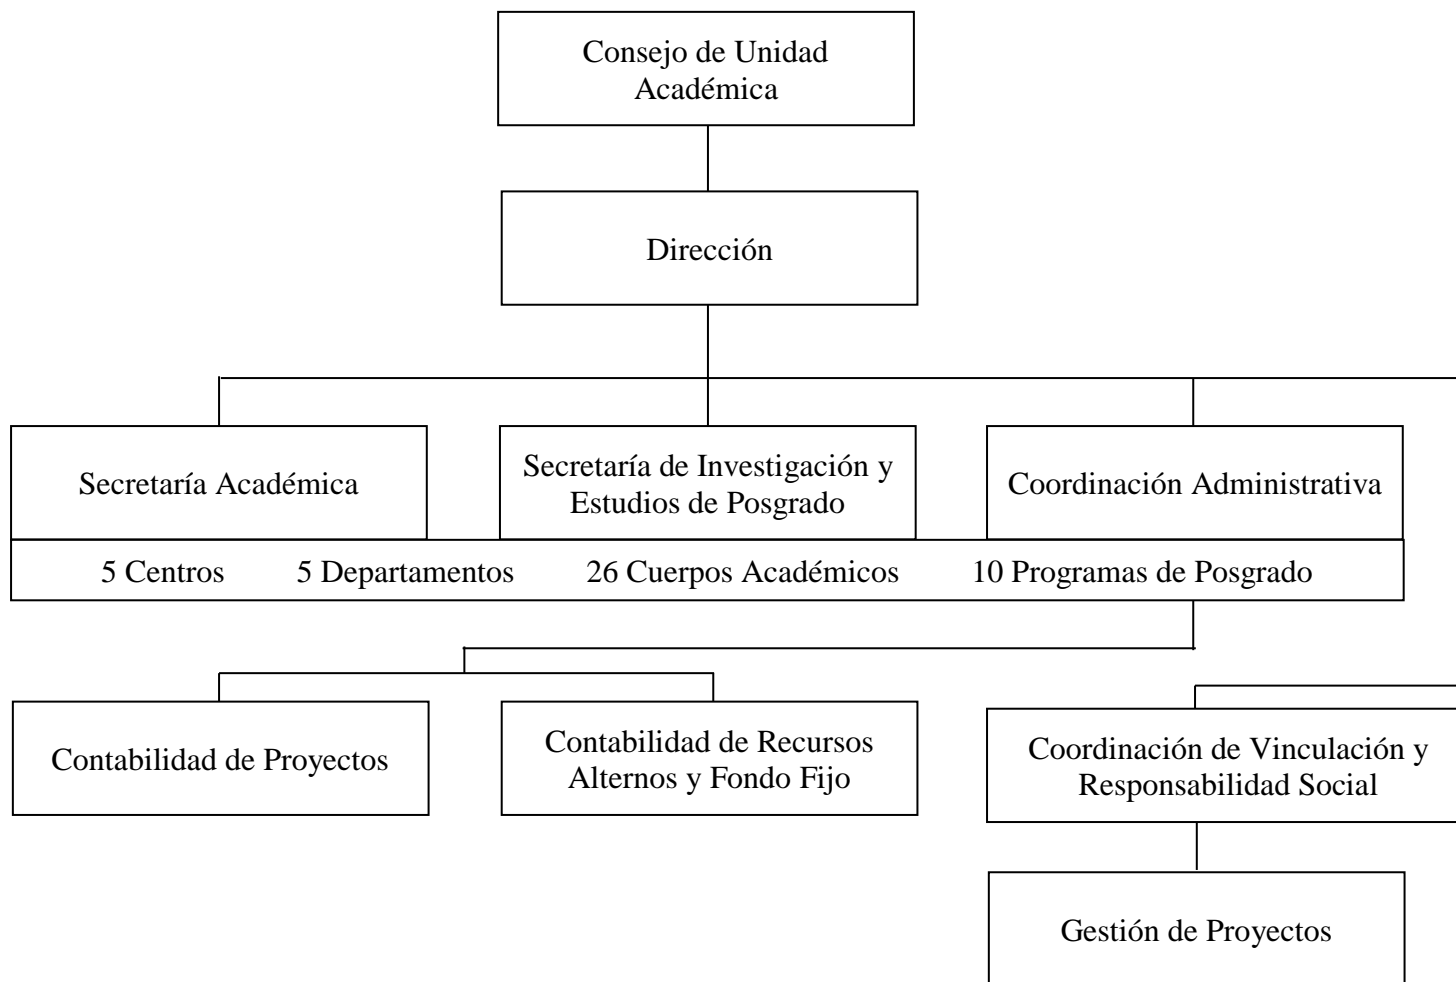 Consejo de Unidad
Académica
Dirección
Secretaría Académica
Secretaría de Investigación y
Estudios de Posgrado
Coordinación Administrativa
5 Centros 5 Departamentos 26 Cuerpos Académicos 10 Programas de Posgrado
Contabilidad de Proyectos
Contabilidad de Recursos
Alternos y Fondo Fijo
Coordinación de Vinculación y
Responsabilidad Social
Gestión de Proyectos